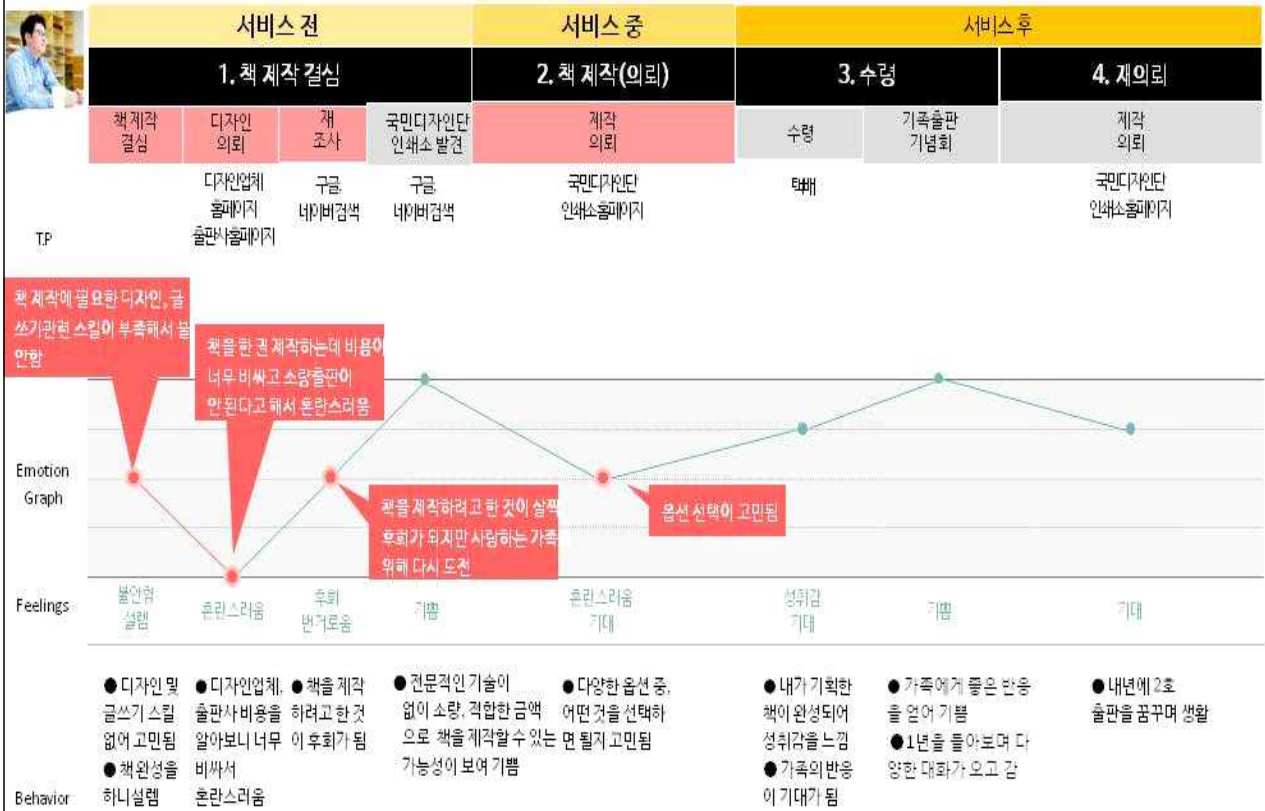 서비스 전
서비스 중
서비스 후
1. 책 제작 결심
2. 책 제작(의뢰)
3. 수령
4. 재의뢰
책 제작
결심
디자인
의뢰
재
조사
국민디자인단
인쇄소 발견
제작
의뢰
수령
가족출판
기념회
제작
의뢰
T.P
디자인업체
홈페이지
출판사홈페이지
구글,
네이버검색
구글,
네이버검색
국민디자인단
인쇄소홈페이지
택배
국민디자인단
인쇄소홈페이지
책 제작에 필요한 디자인, 글
쓰기관련 스킬이 부족해서 불
안함
책을 한 권 제작하는데 비용이
너무 비싸고 소량출판이
안 된다고 해서 혼란스러움
책을 제작하려고 한 것이 살짝
후회가 되지만 사랑하는 가족
위해 다시 도전
옵션 선택이 고민됨
Emotion
Graph
Feelings
불안함
설렘
혼란스러움
후회
번거로움
기쁨
혼란스러움
기대
성취감
기대
기쁨
기대
Behavior
● 디자인 및
글쓰기 스킬
없어 고민됨
● 책완성을
하니설렘
● 디자인업체,
출판사 비용을
알아보니 너무
비싸서
혼란스러움
● 책을 제작
하려고 한 것
이 후회가 됨
● 전문적인 기술이
없이 소량, 적합한 금액
으로 책을 제작할 수 있는
가능성이 보여 기쁨
● 다양한 옵션 중,
어떤 것을 선택하
면 될지 고민됨
● 내가 기획한
책이 완성되어
성취감을 느낌
● 가족의 반응
이 기대가 됨
● 가족에게 좋은 반응
을 얻어 기쁨
● 1년을 돌아보며 다
양한 대화가 오고 감
● 내년에 2호
출판을 꿈꾸며 생활